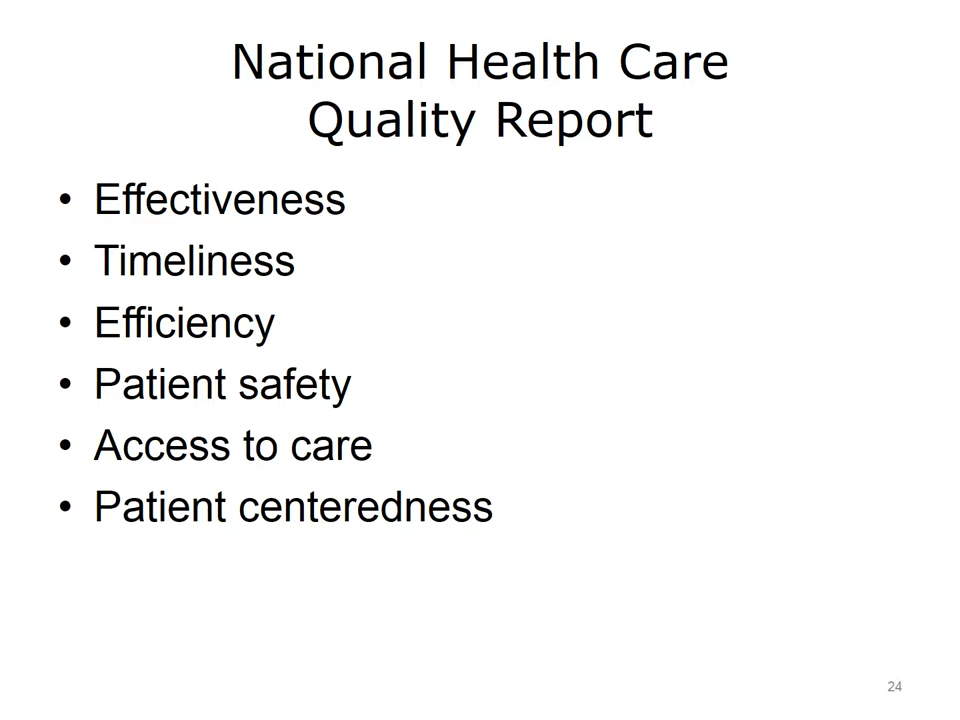 National Health Care
Quality Report
• Effectiveness
• Timeliness
• Efficiency
• Patient safety
• Access to care
• Patient centeredness
24